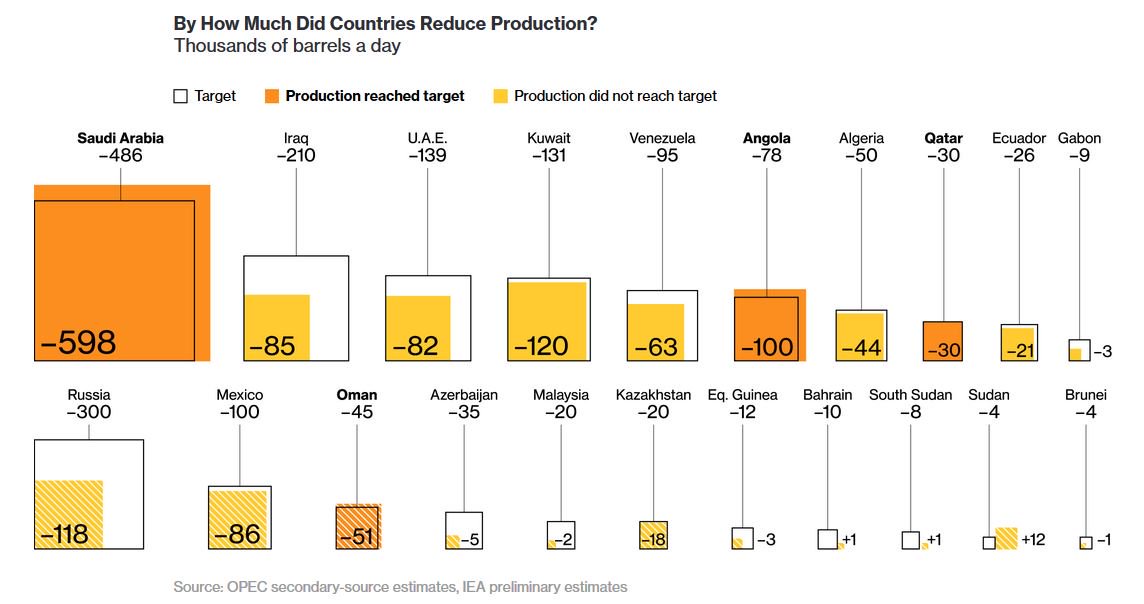 By How Much Did Countries Reduce Production?
Thousands of barrels a day
Target Production reached target Production did not reach target
Saudi Arabia Iraq U.A.E. Kuwait Venezuela Angola Algeria Qatar Ecuador Gabon
–486 –210 –139 –131 –95 –78 –50 –30 –26 –9
–598 –85 –82 –120 –63 –100 –44 –30 –21 –3
Russia Mexico Oman Azerbaijan Malaysia Kazakhstan Eq. Guinea Bahrain South Sudan Sudan Brunei
–300 –100 –45 –35 –20 –20 –12 –10 –8 –4 –4
–118 –86 –51 –5 –2 –18 –3 +1 +1 +12 –1
Source: OPEC secondary-source estimates, IEA preliminary estimates